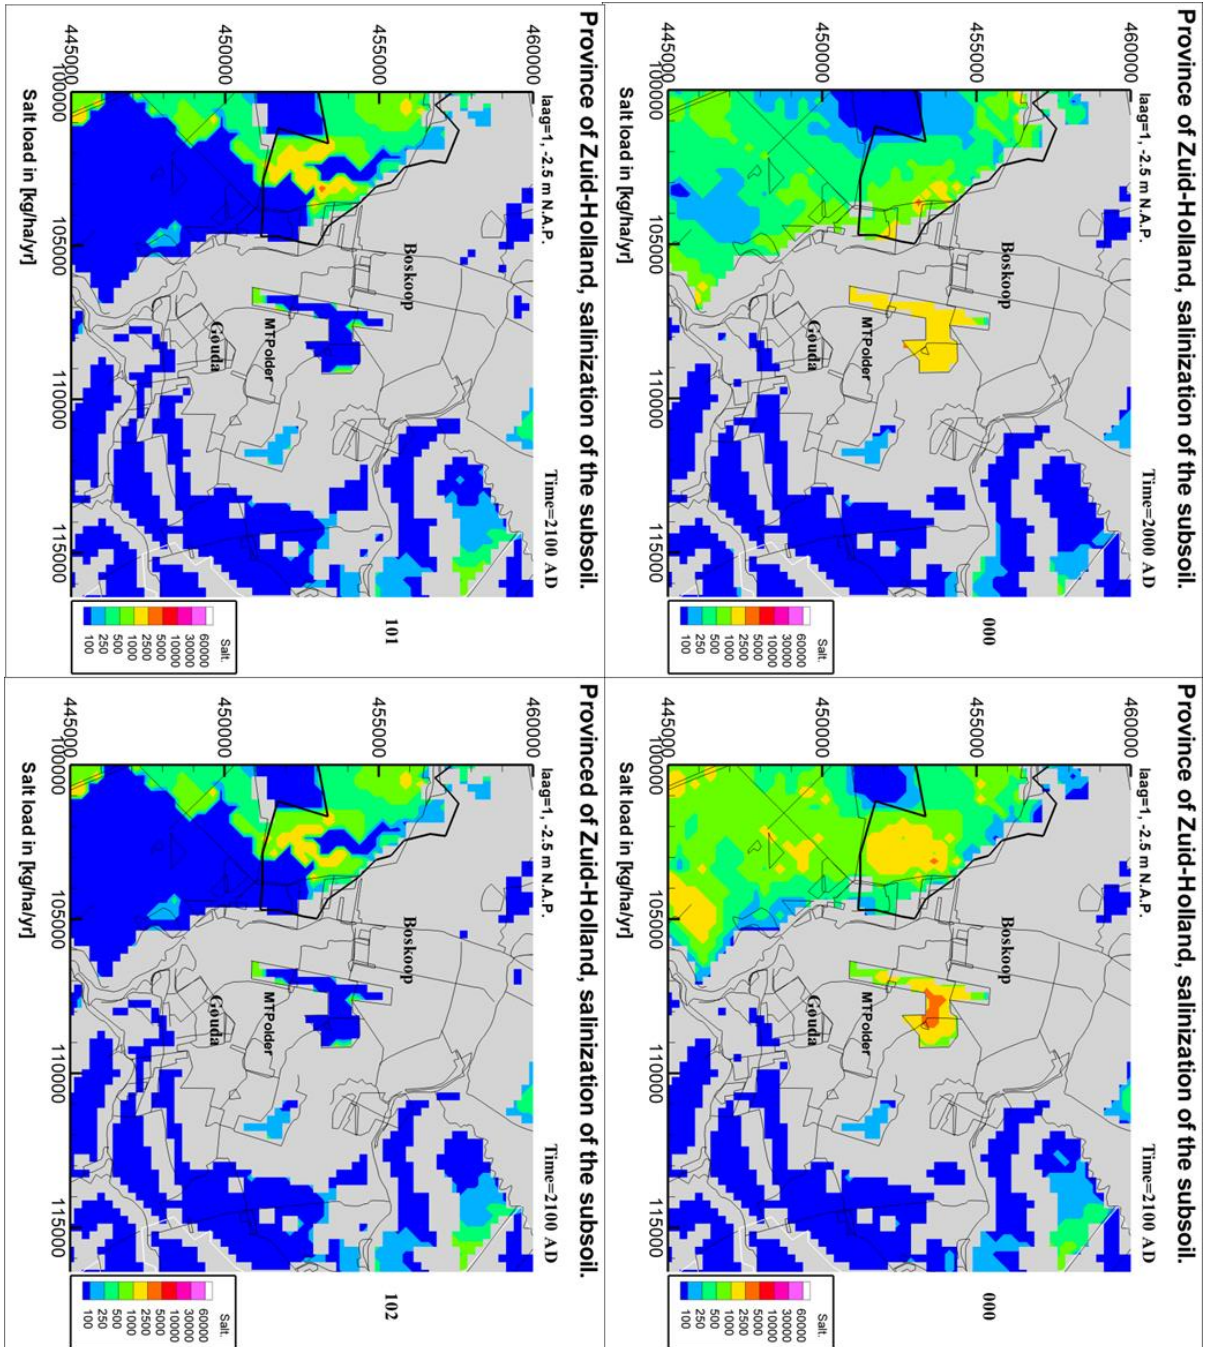 Province of Zuid-Holland, salinization of the subsoil.
laag=1, -2.5 m N.A.P.
Time=2000 AD
000
460000
455000
450000
445000
Boskoop
MTPolder
Gouda
100000 105000 110000 115000
Salt load in [kg/ha/yr]
Salt.
60000
30000
10000
5000
2500
1000
500
250
100
Province of Zuid-Holland, salinization of the subsoil.
laag=1, -2.5 m N.A.P.
Time=2100 AD
000
460000
455000
450000
445000
Boskoop
MTPolder
Gouda
100000 105000 110000 115000
Salt load in [kg/ha/yr]
Salt.
60000
30000
10000
5000
2500
1000
500
250
100
Province of Zuid-Holland, salinization of the subsoil.
laag=1, -2.5 m N.A.P.
Time=2100 AD
101
460000
455000
450000
445000
Boskoop
MTPolder
Gouda
100000 105000 110000 115000
Salt load in [kg/ha/yr]
Salt.
60000
30000
10000
5000
2500
1000
500
250
100
Provinced of Zuid-Holland, salinization of the subsoil.
laag=1, -2.5 m N.A.P.
Time=2100 AD
102
460000
455000
450000
445000
Boskoop
MTPolder
Gouda
100000 105000 110000 115000
Salt load in [kg/ha/yr]
Salt.
60000
30000
10000
5000
2500
1000
500
250
100